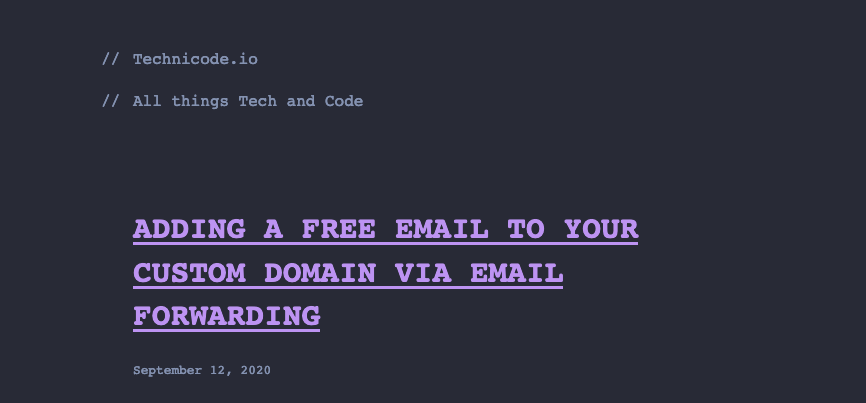 // Technicode.io
// All things Tech and Code
ADDING A FREE EMAIL TO YOUR
CUSTOM DOMAIN VIA EMAIL
FORWARDING
September 12, 2020